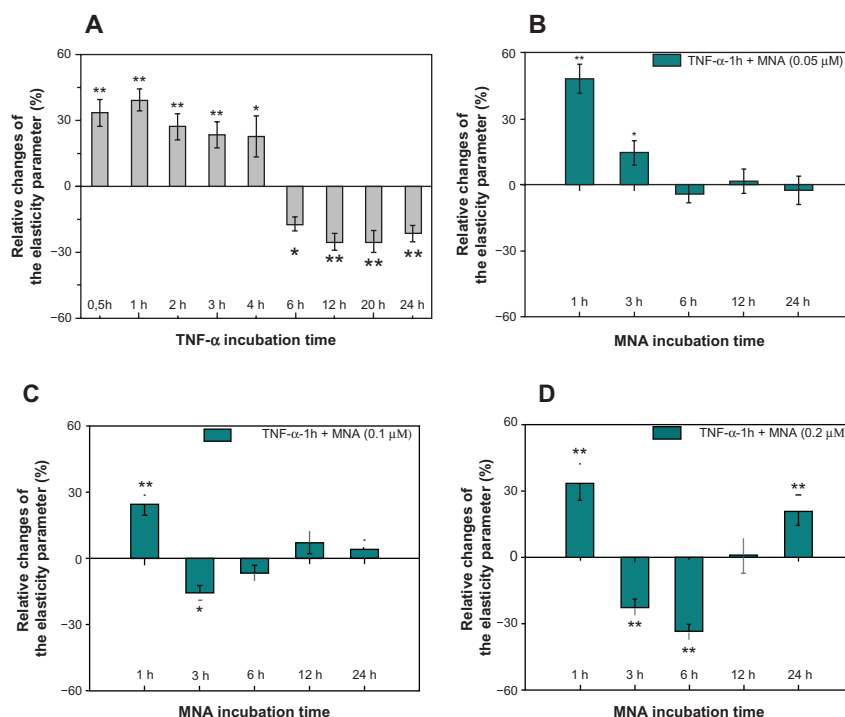 A
60
30
0
−30
−60
Relative changes of
the elasticity parameter (%)
** ** ** ** *
* ** ** **
0,5h 1 h 2 h 3 h 4 h 6 h 12 h 20 h 24 h
TNF-α incubation time
B
60
30
0
−30
−60
Relative changes of
the elasticity parameter (%)
TNF-α-1h + MNA (0.05 μM)
**
*
1 h 3 h 6 h 12 h 24 h
MNA incubation time
C
60
30
0
−30
−60
Relative changes of
the elasticity parameter (%)
TNF-α-1h + MNA (0.1 μM)
**
*
1 h 3 h 6 h 12 h 24 h
MNA incubation time
D
60
30
0
−30
−60
Relative changes of
the elasticity parameter (%)
TNF-α-1h + MNA (0.2 μM)
** **
** **
1 h 3 h 6 h 12 h 24 h
MNA incubation time